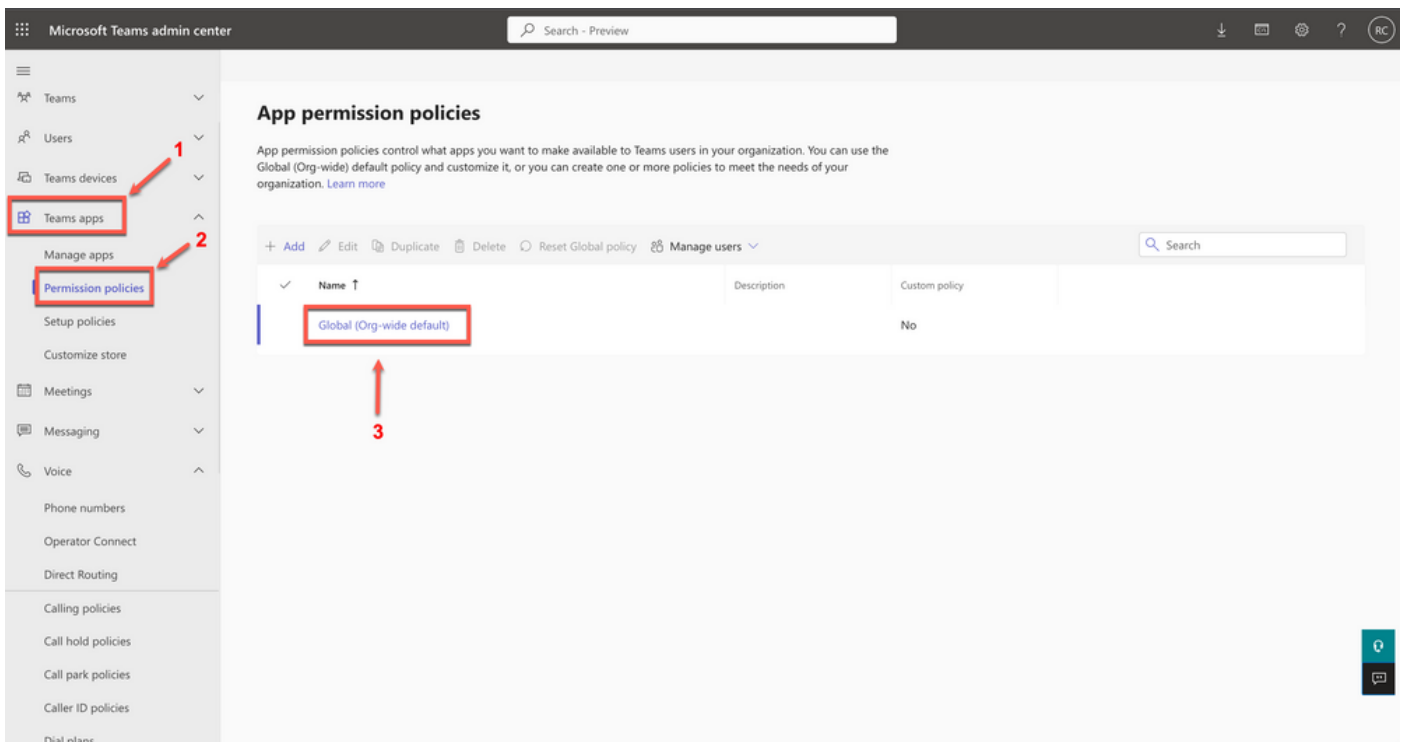 Microsoft Teams admin center
Search - Preview
?
RC
Teams
Users
1
Teams devices
Teams apps
2
Manage apps
Permission policies
Setup policies
Customize store
Meetings
Messaging
Voice
Phone numbers
Operator Connect
Direct Routing
Calling policies
Call hold policies
Call park policies
Caller ID policies
Dial plans
App permission policies
App permission policies control what apps you want to make available to Teams users in your organization. You can use the
Global (Org-wide) default policy and customize it, or you can create one or more policies to meet the needs of your
organization. Learn more
+ Add Edit Duplicate Delete Reset Global policy Manage users
Search
Name ↑ Description Custom policy
Global (Org-wide default) No
3